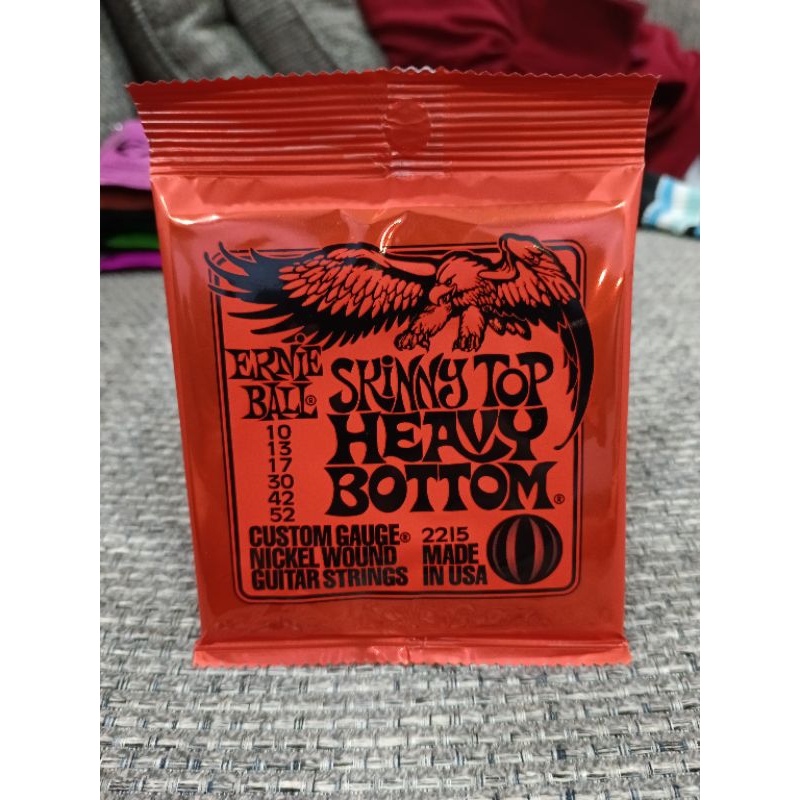 ERNIE
BALL®
SKINNY TOP
HEAVY
BOTTOM®
10
13
17
30
42
52
CUSTOM GAUGE®
NICKEL WOUND
GUITAR STRINGS
2215
MADE
IN USA